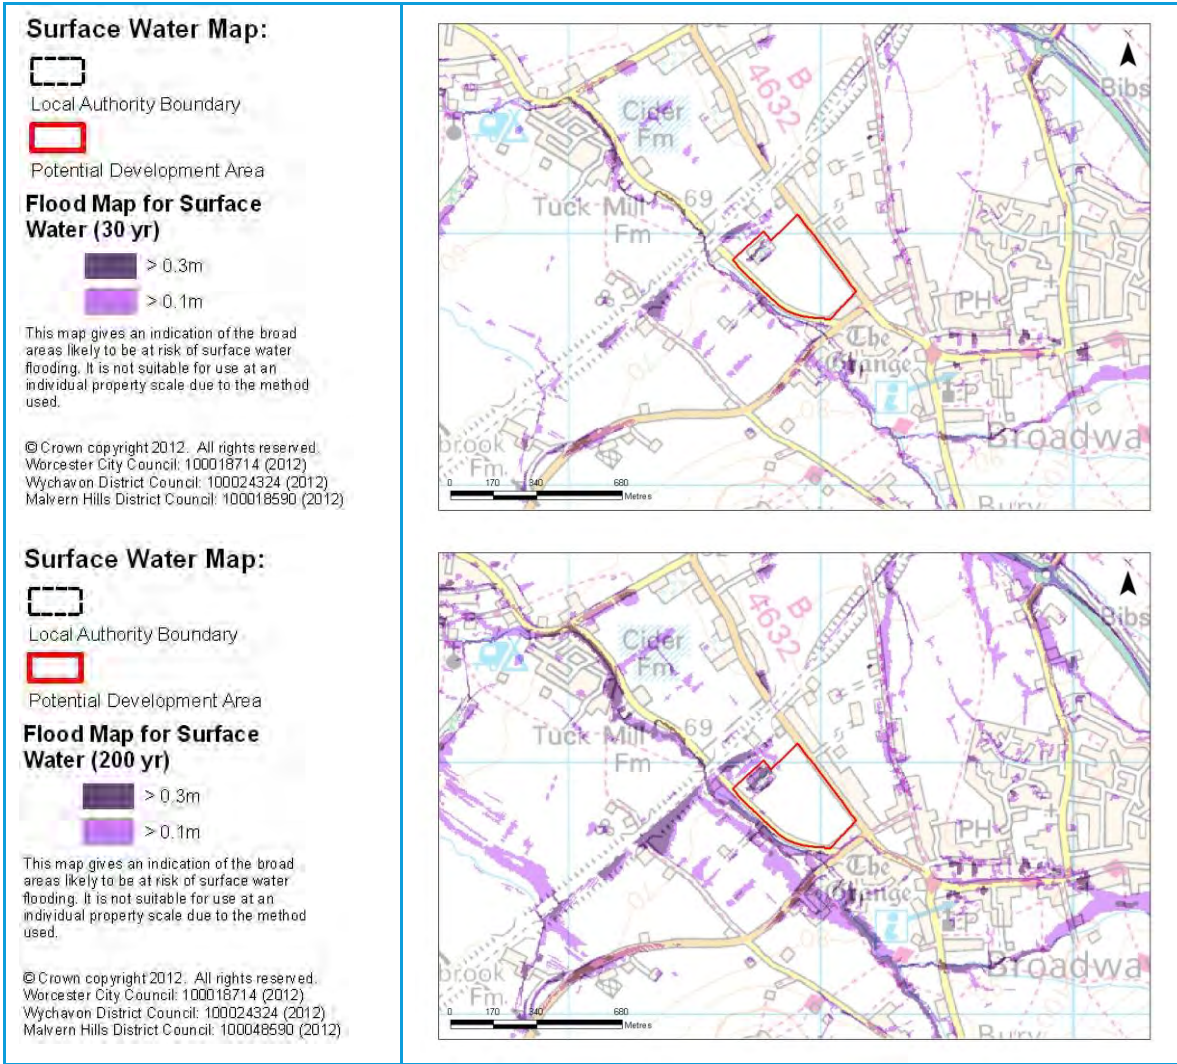 Surface Water Map:
Local Authority Boundary
Potential Development Area
Flood Map for Surface
Water (30 yr)
> 0.3m
> 0.1m
This map gives an indication of the broad
areas likely to be at risk of surface water
flooding. It is not suitable for use at an
individual property scale due to the method
used.
© Crown copyright 2012. All rights reserved.
Worcester City Council: 100018714 (2012)
Wychavon District Council: 100024324 (2012)
Malvern Hills District Council: 100018590 (2012)
B 4632
Bibs
Cider
Fm
69
Tuck Mill
Fm
PH
The
Grange
i
P
Broadwa
brook
Fm
Bury
0 170 340 680
Metres
Surface Water Map:
Local Authority Boundary
Potential Development Area
Flood Map for Surface
Water (200 yr)
> 0.3m
> 0.1m
This map gives an indication of the broad
areas likely to be at risk of surface water
flooding. It is not suitable for use at an
individual property scale due to the method
used.
© Crown copyright 2012. All rights reserved.
Worcester City Council: 100018714 (2012)
Wychavon District Council: 100024324 (2012)
Malvern Hills District Council: 100048590 (2012)
B 4632
Bibs
Cider
Fm
69
Tuck Mill
Fm
PH
The
Grange
i
P
Broadwa
brook
Fm
Bury
0 170 340 680
Metres